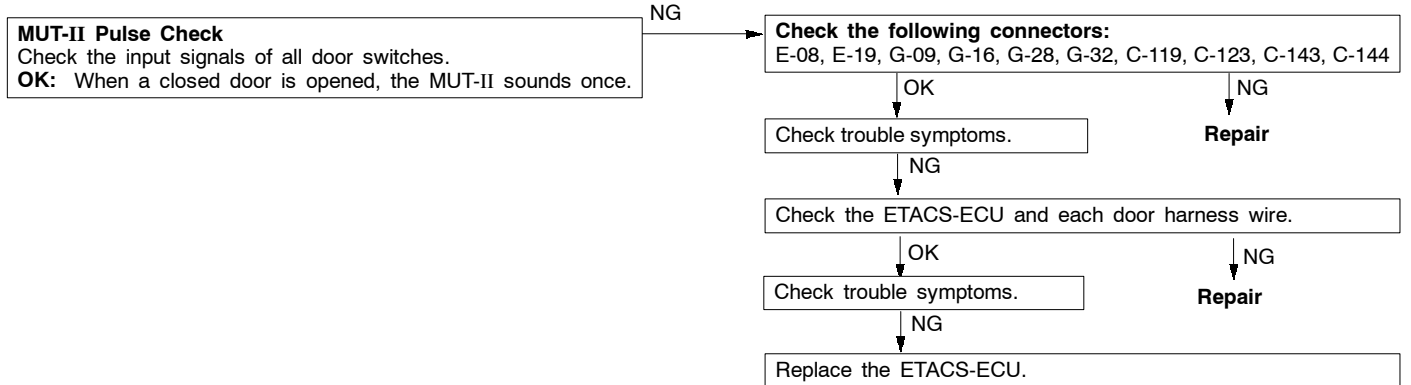 MUT-II Pulse Check
Check the input signals of all door switches.
OK: When a closed door is opened, the MUT-II sounds once.
NG
Check the following connectors:
E-08, E-19, G-09, G-16, G-28, G-32, C-119, C-123, C-143, C-144
OK
NG
Check trouble symptoms.
Repair
NG
Check the ETACS-ECU and each door harness wire.
OK
NG
Check trouble symptoms.
Repair
NG
Replace the ETACS-ECU.